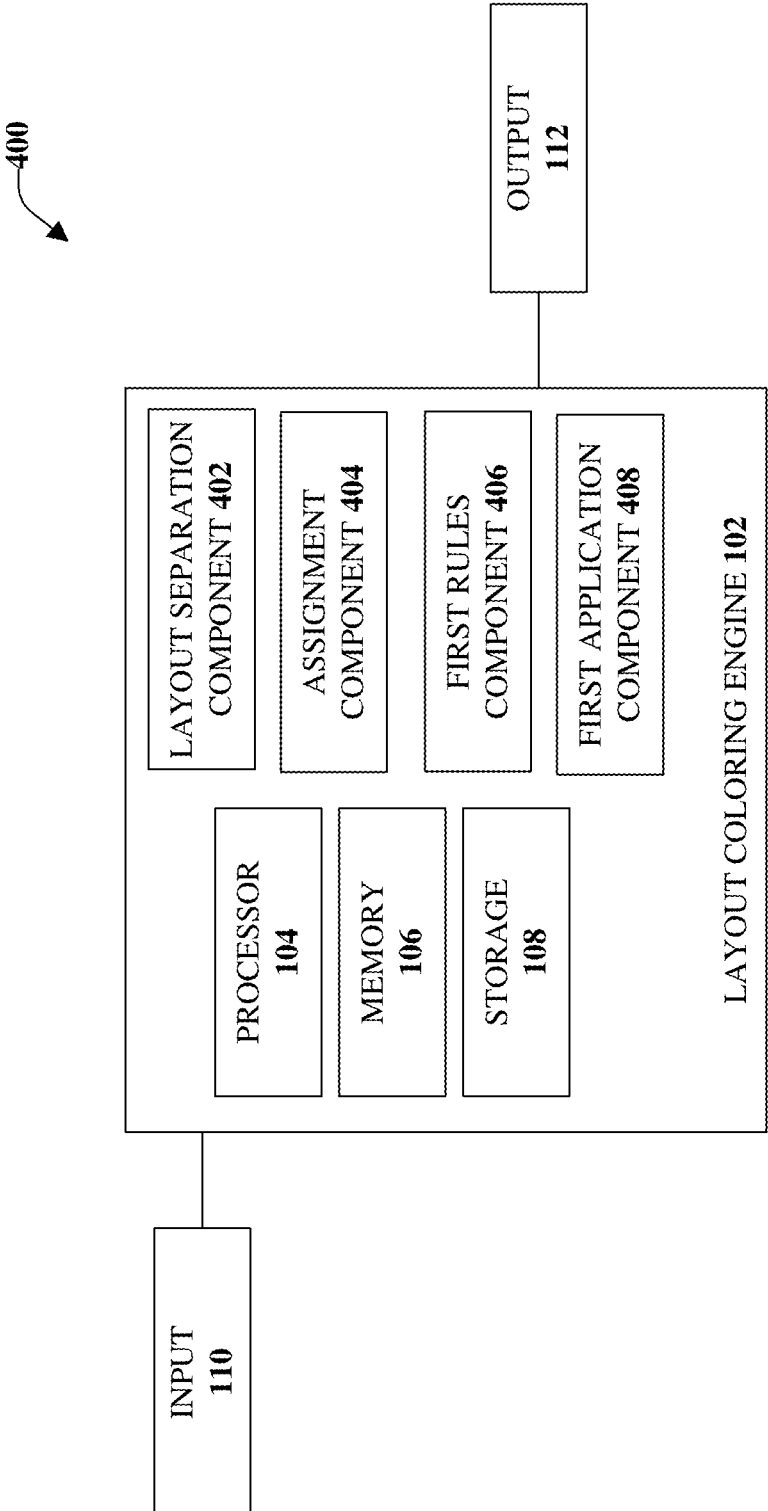 400
INPUT
110
PROCESSOR
104
MEMORY
106
STORAGE
108
LAYOUT SEPARATION
COMPONENT 402
ASSIGNMENT
COMPONENT 404
FIRST RULES
COMPONENT 406
FIRST APPLICATION
COMPONENT 408
LAYOUT COLORING ENGINE 102
OUTPUT
112